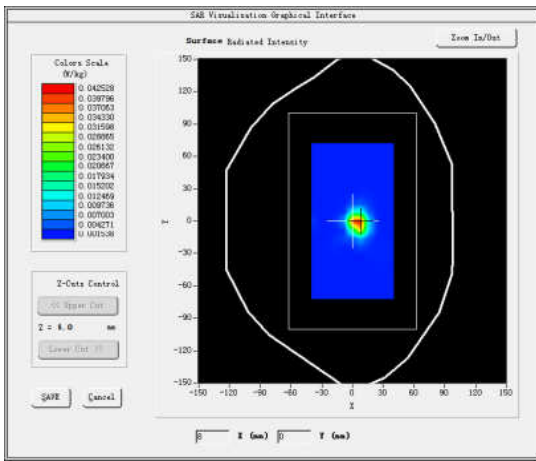 SAR Visualization Graphical Interface
Surface Radiated Intensity
Zoom In/Out
Colors Scale
(W/kg)
0.042528
0.039796
0.037063
0.034330
0.031598
0.028865
0.026132
0.023400
0.020667
0.017934
0.015202
0.012469
0.009736
0.007003
0.004271
0.001538
150
120
90
60
30
0
-30
-60
-90
-120
-150
Y
-150 -120 -90 -60 -30 0 30 60 90 120 150
X
Z-Cuts Control
<< Upper Cut
Z = 4.0 mm
Lower Cut >>
SAVE Cancel
8 X (mm) 0 Y (mm)